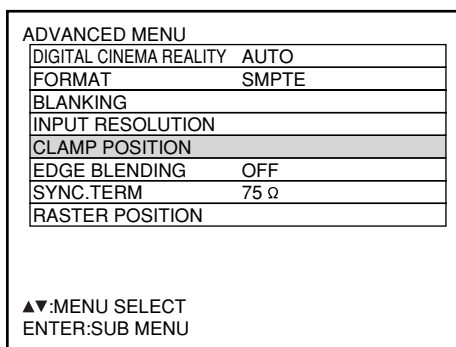 ADVANCED MENU
DIGITAL CINEMA REALITY AUTO
FORMAT SMPTE
BLANKING
INPUT RESOLUTION
CLAMP POSITION
EDGE BLENDING OFF
SYNC.TERM 75 Ω
RASTER POSITION
▲▼:MENU SELECT
ENTER:SUB MENU